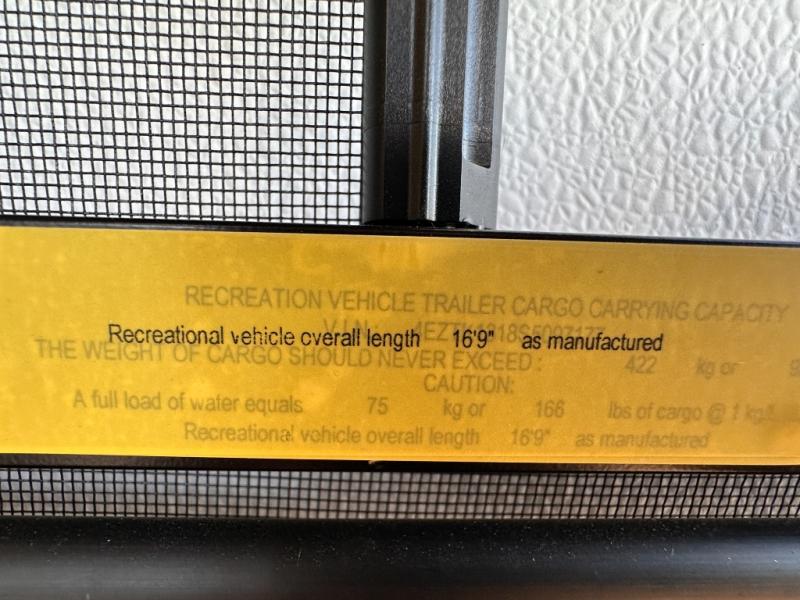 RECREATION VEHICLE TRAILER CARGO CARRYING CAPACITY
Recreational vehicle overall length 16'9" as manufactured
THE WEIGHT OF CARGO SHOULD NEVER EXCEED: 422 kg or
CAUTION:
A full load of water equals 75 kg or 166 lbs of cargo @ 1 kg/l
Recreational vehicle overall length 16'9" as manufactured